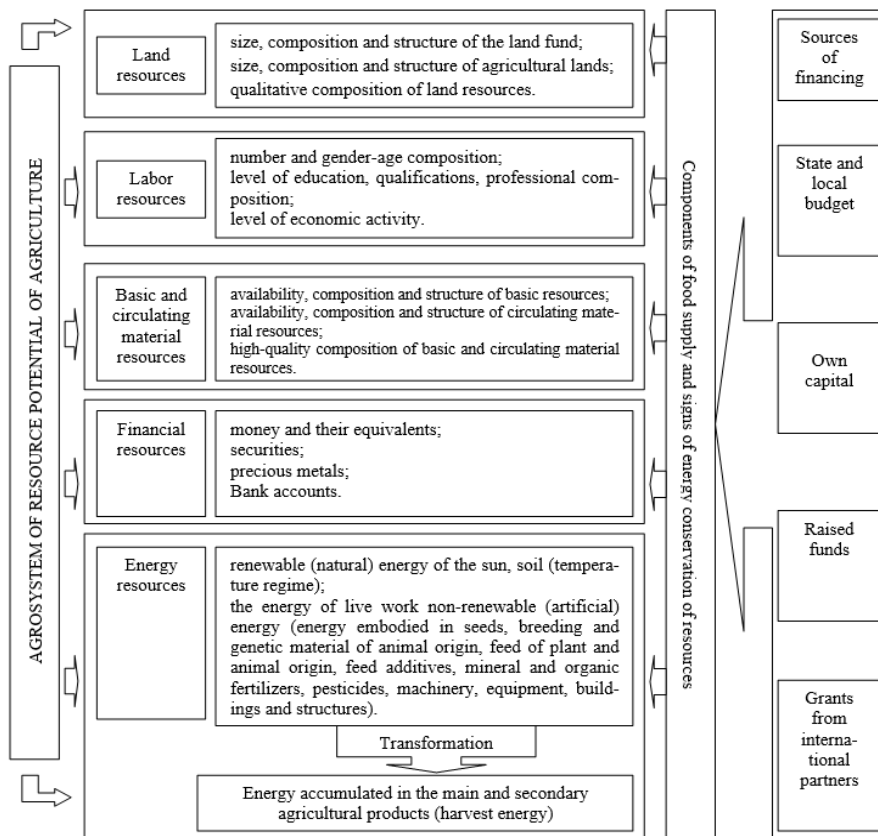 AGROSYSTEM OF RESOURCE POTENTIAL OF AGRICULTURE
Land
resources
size, composition and structure of the land fund;
size, composition and structure of agricultural lands;
qualitative composition of land resources.
Labor
resources
number and gender-age composition;
level of education, qualifications, professional com-
position;
level of economic activity.
Basic and
circulating
material
resources
availability, composition and structure of basic resources;
availability, composition and structure of circulating mate-
rial resources;
high-quality composition of basic and circulating material
resources.
Financial
resources
money and their equivalents;
securities;
precious metals;
Bank accounts.
Energy
resources
renewable (natural) energy of the sun, soil (tempera-
ture regime);
the energy of live work non-renewable (artificial)
energy (energy embodied in seeds, breeding and
genetic material of animal origin, feed of plant and
animal origin, feed additives, mineral and organic
fertilizers, pesticides, machinery, equipment, build-
ings and structures).
Transformation
Energy accumulated in the main and secondary
agricultural products (harvest energy)
Components of food supply and signs of energy conservation of resources
Sources
of
financing
State and
local
budget
Own
capital
Raised
funds
Grants
from
interna-
tional
partners